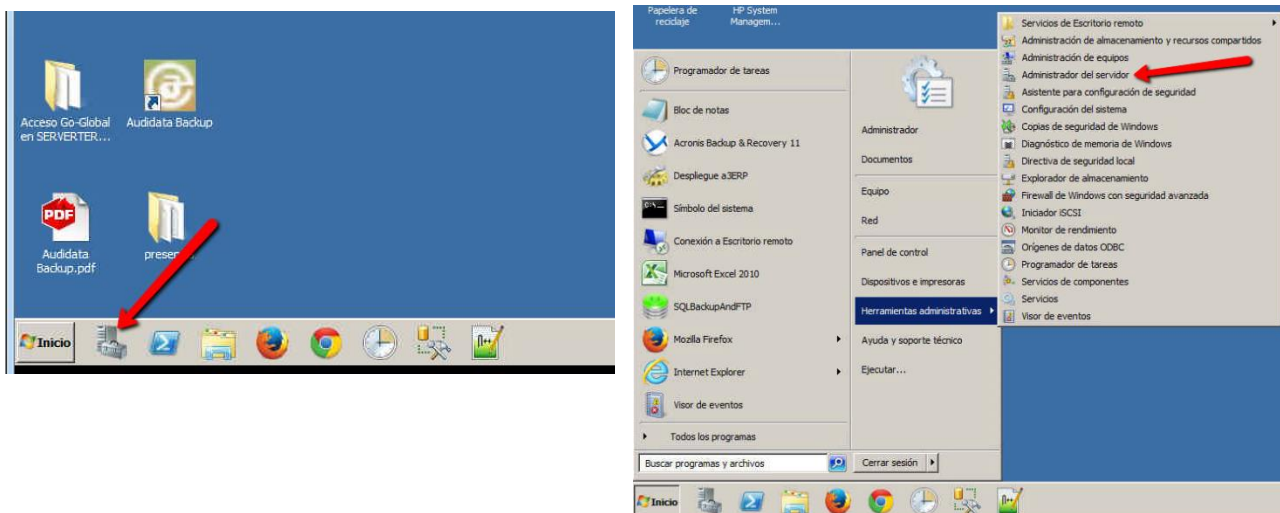 Acceso Go-Global
en SERVERTER...
Audidata Backup
PDF
Audidata
Backup.pdf
Inicio
Papelera de
reciclaje
HP System
Managem...
Programador de tareas
Bloc de notas
Acronis Backup & Recovery 11
Despliegue a3ERP
Símbolo del sistema
Conexión a Escritorio remoto
Microsoft Excel 2010
SQLBackupAndFTP
Mozilla Firefox
Internet Explorer
Visor de eventos
Todos los programas
Buscar programas y archivos
Administrador
Documentos
Equipo
Red
Panel de control
Dispositivos e impresoras
Herramientas administrativas
Ayuda y soporte técnico
Ejecutar...
Cerrar sesión
Servicios de Escritorio remoto
Administración de almacenamiento y recursos compartidos
Administración de equipos
Administrador del servidor
Asistente para configuración de seguridad
Configuración del sistema
Copias de seguridad de Windows
Diagnóstico de memoria de Windows
Directiva de seguridad local
Explorador de almacenamiento
Firewall de Windows con seguridad avanzada
Iniciador iSCSI
Monitor de rendimiento
Orígenes de datos ODBC
Programador de tareas
Servicios de componentes
Servicios
Visor de eventos
Inicio